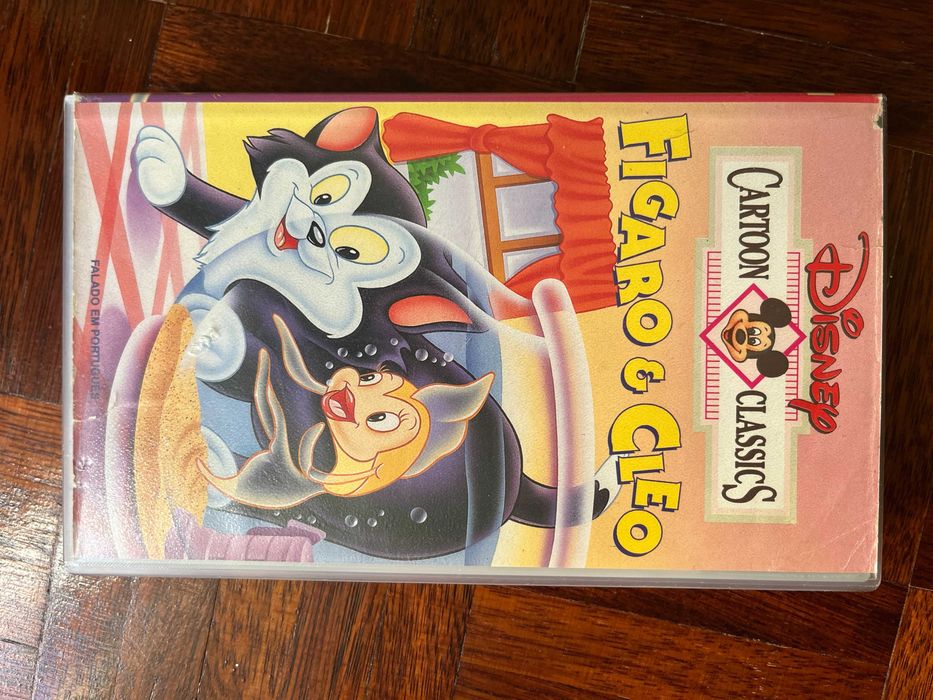 DISNEY
CARTOON CLASSICS
FIGARO & CLEO
FALADO EM PORTUGUÊS